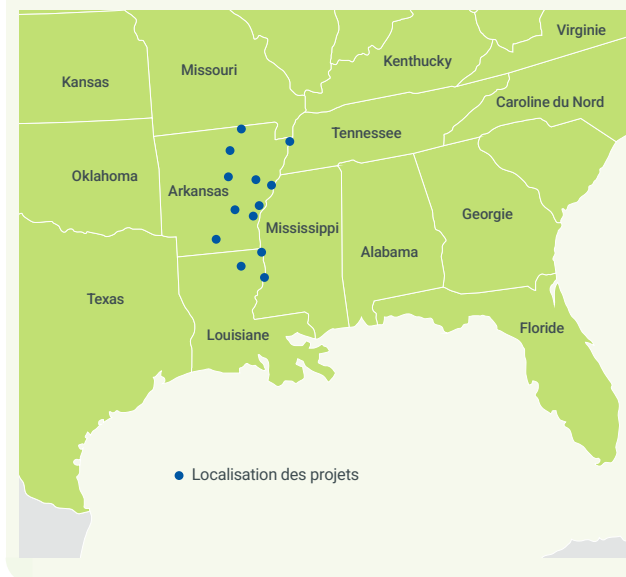 Virginie
Kenthucky
Missouri
Kansas
Caroline du Nord
Tennessee
Oklahoma
Arkansas
Georgie
Mississippi
Alabama
Texas
Louisiane
Floride
Localisation des projets